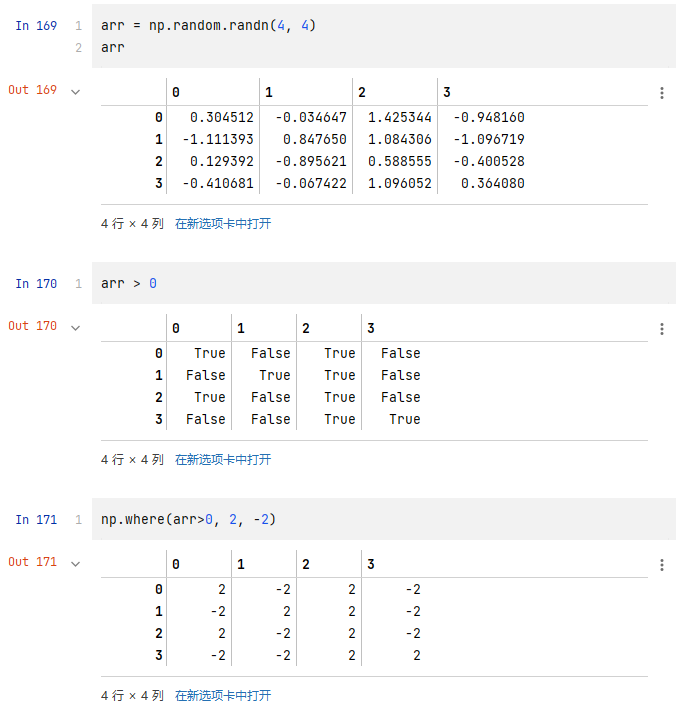 In 169 1 arr = np.random.randn(4, 4)
2 arr
Out 169 0 1 2 3
0 0.304512 -0.034647 1.425344 -0.948160
1 -1.111393 0.847650 1.084306 -1.096719
2 0.129392 -0.895621 0.588555 -0.400528
3 -0.410681 -0.067422 1.096052 0.364080
4 行 × 4 列 在新选项卡中打开
In 170 1 arr > 0
Out 170 0 1 2 3
0 True False True False
1 False True True False
2 True False True False
3 False False True True
4 行 × 4 列 在新选项卡中打开
In 171 1 np.where(arr>0, 2, -2)
Out 171 0 1 2 3
0 2 -2 2 -2
1 -2 2 2 -2
2 2 -2 2 -2
3 -2 -2 2 2
4 行 × 4 列 在新选项卡中打开